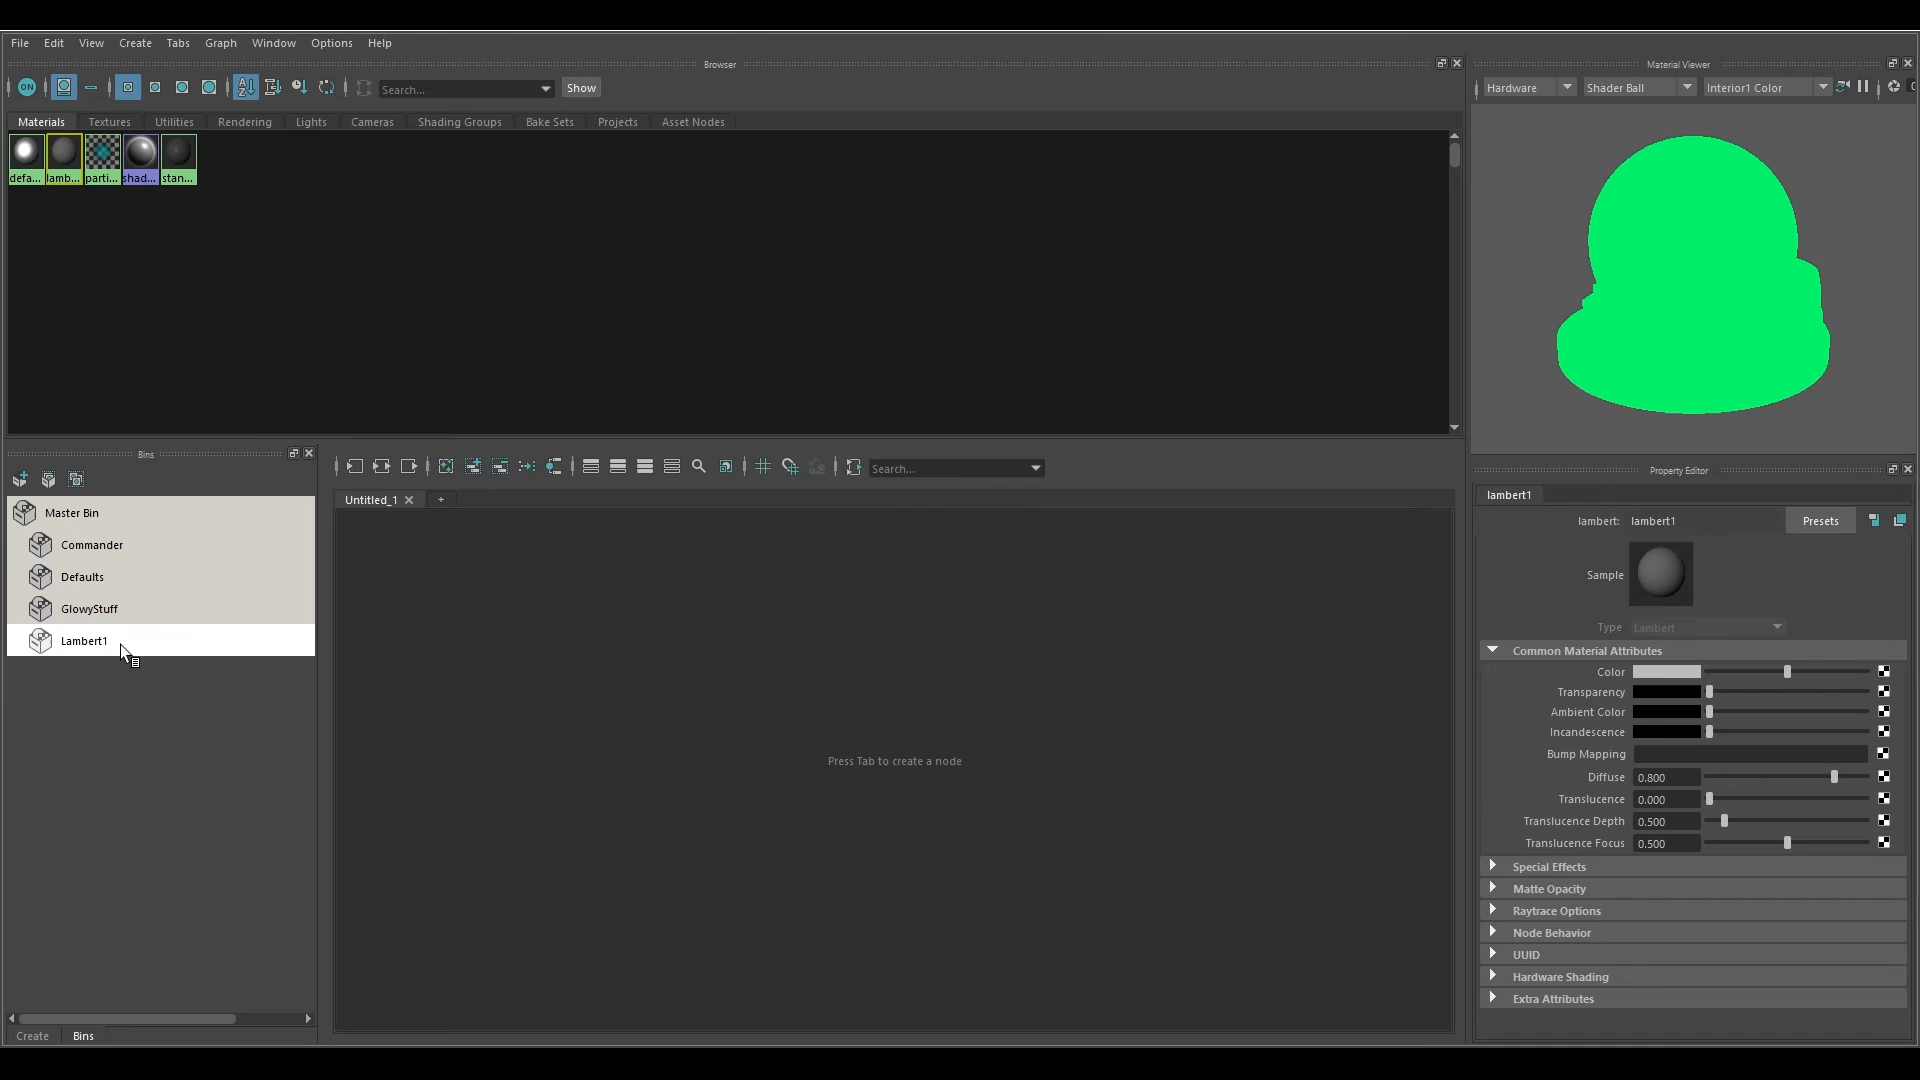 File Edit View Create Tabs Graph Window Options Help
Browser
ON
Search...
Show
Materials Textures Utilities Rendering Lights Cameras Shading Groups Bake Sets Projects Asset Nodes
defa... lamb... parti... shad... stan...
Material Viewer
Hardware Shader Ball Interior1 Color
Bins
Master Bin
Commander
Defaults
GlowyStuff
Lambert1
Create Bins
Search...
Untitled_1 +
Press Tab to create a node
Property Editor
lambert1
lambert: lambert1 Presets
Sample
Type Lambert
Common Material Attributes
Color
Transparency
Ambient Color
Incandescence
Bump Mapping
Diffuse 0.800
Translucence 0.000
Translucence Depth 0.500
Translucence Focus 0.500
Special Effects
Matte Opacity
Raytrace Options
Node Behavior
UUID
Hardware Shading
Extra Attributes